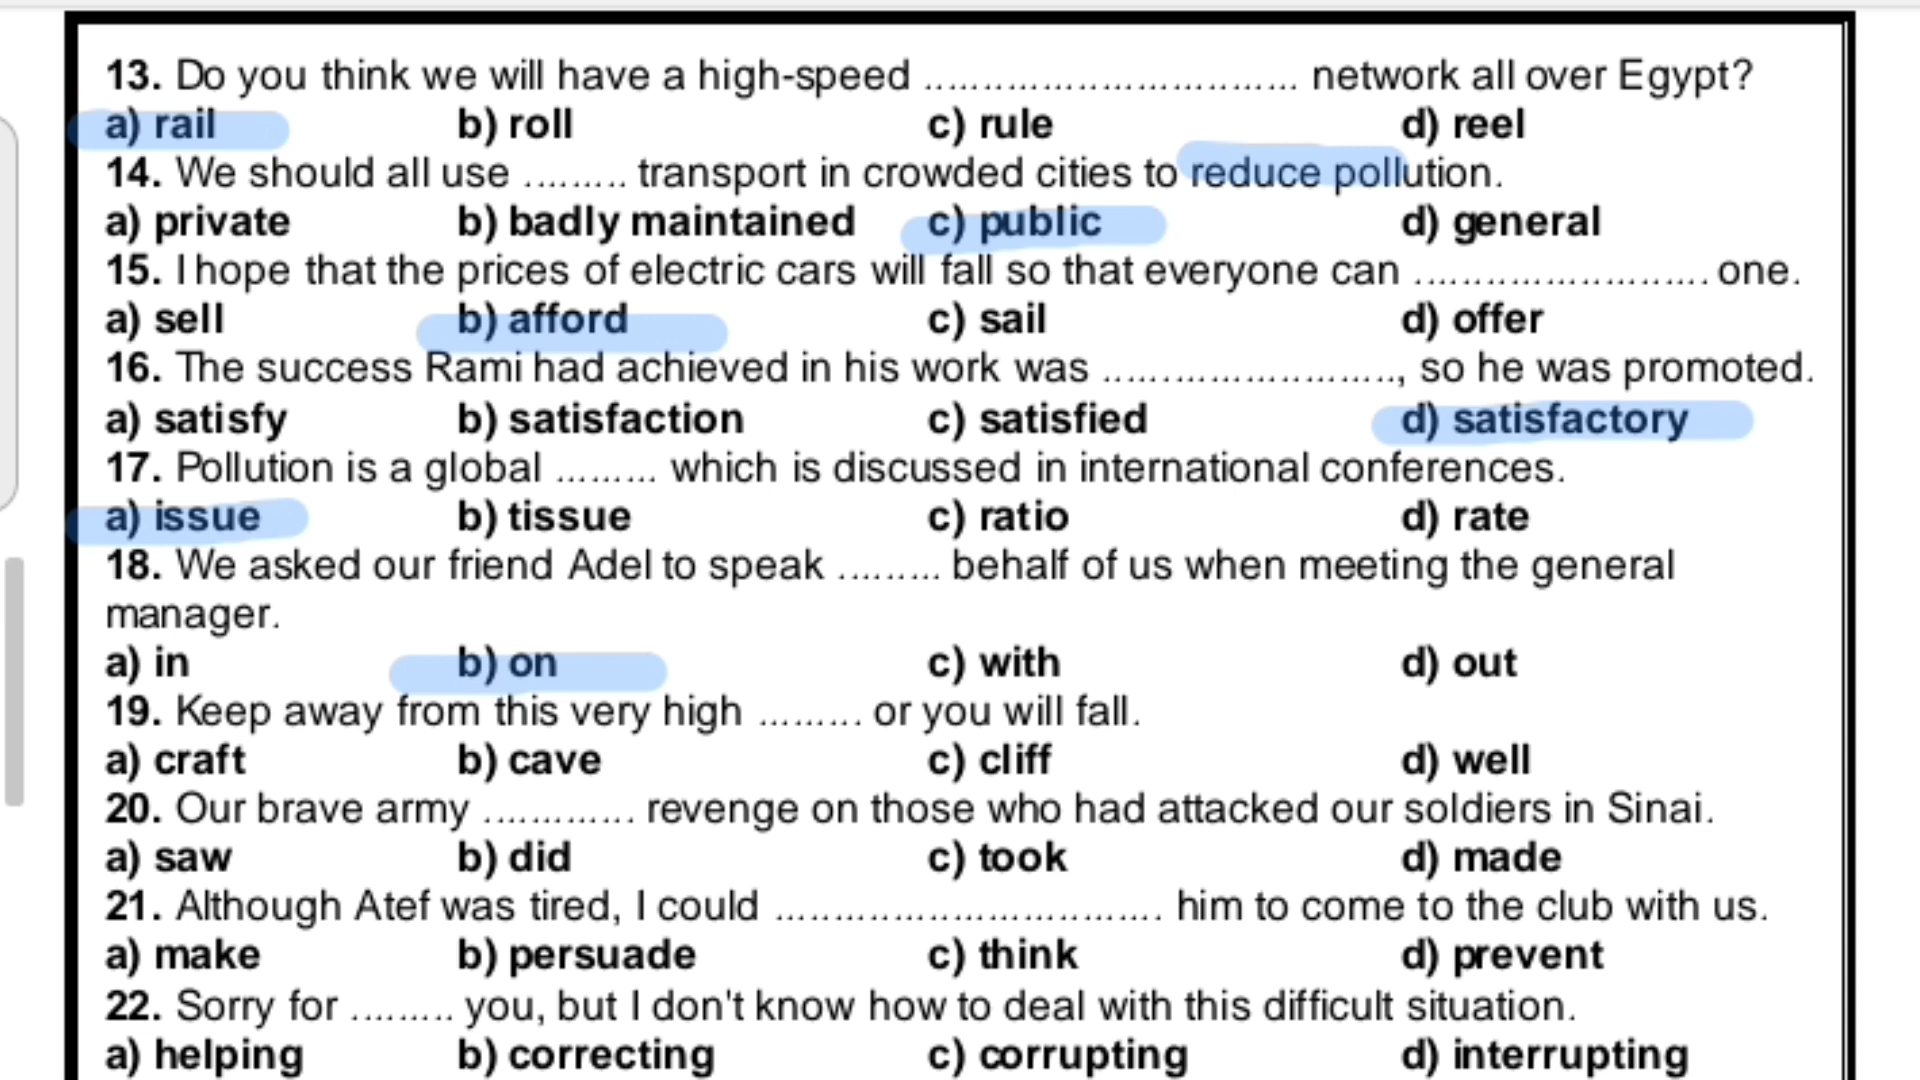 13. Do you think we will have a high-speed ................................ network all over Egypt?
a) rail b) roll c) rule d) reel
14. We should all use ......... transport in crowded cities to reduce pollution.
a) private b) badly maintained c) public d) general
15. I hope that the prices of electric cars will fall so that everyone can ......................... one.
a) sell b) afford c) sail d) offer
16. The success Rami had achieved in his work was ........................., so he was promoted.
a) satisfy b) satisfaction c) satisfied d) satisfactory
17. Pollution is a global ......... which is discussed in international conferences.
a) issue b) tissue c) ratio d) rate
18. We asked our friend Adel to speak ......... behalf of us when meeting the general
manager.
a) in b) on c) with d) out
19. Keep away from this very high ......... or you will fall.
a) craft b) cave c) cliff d) well
20. Our brave army ............. revenge on those who had attacked our soldiers in Sinai.
a) saw b) did c) took d) made
21. Although Atef was tired, I could ................................. him to come to the club with us.
a) make b) persuade c) think d) prevent
22. Sorry for ......... you, but I don't know how to deal with this difficult situation.
a) helping b) correcting c) corrupting d) interrupting